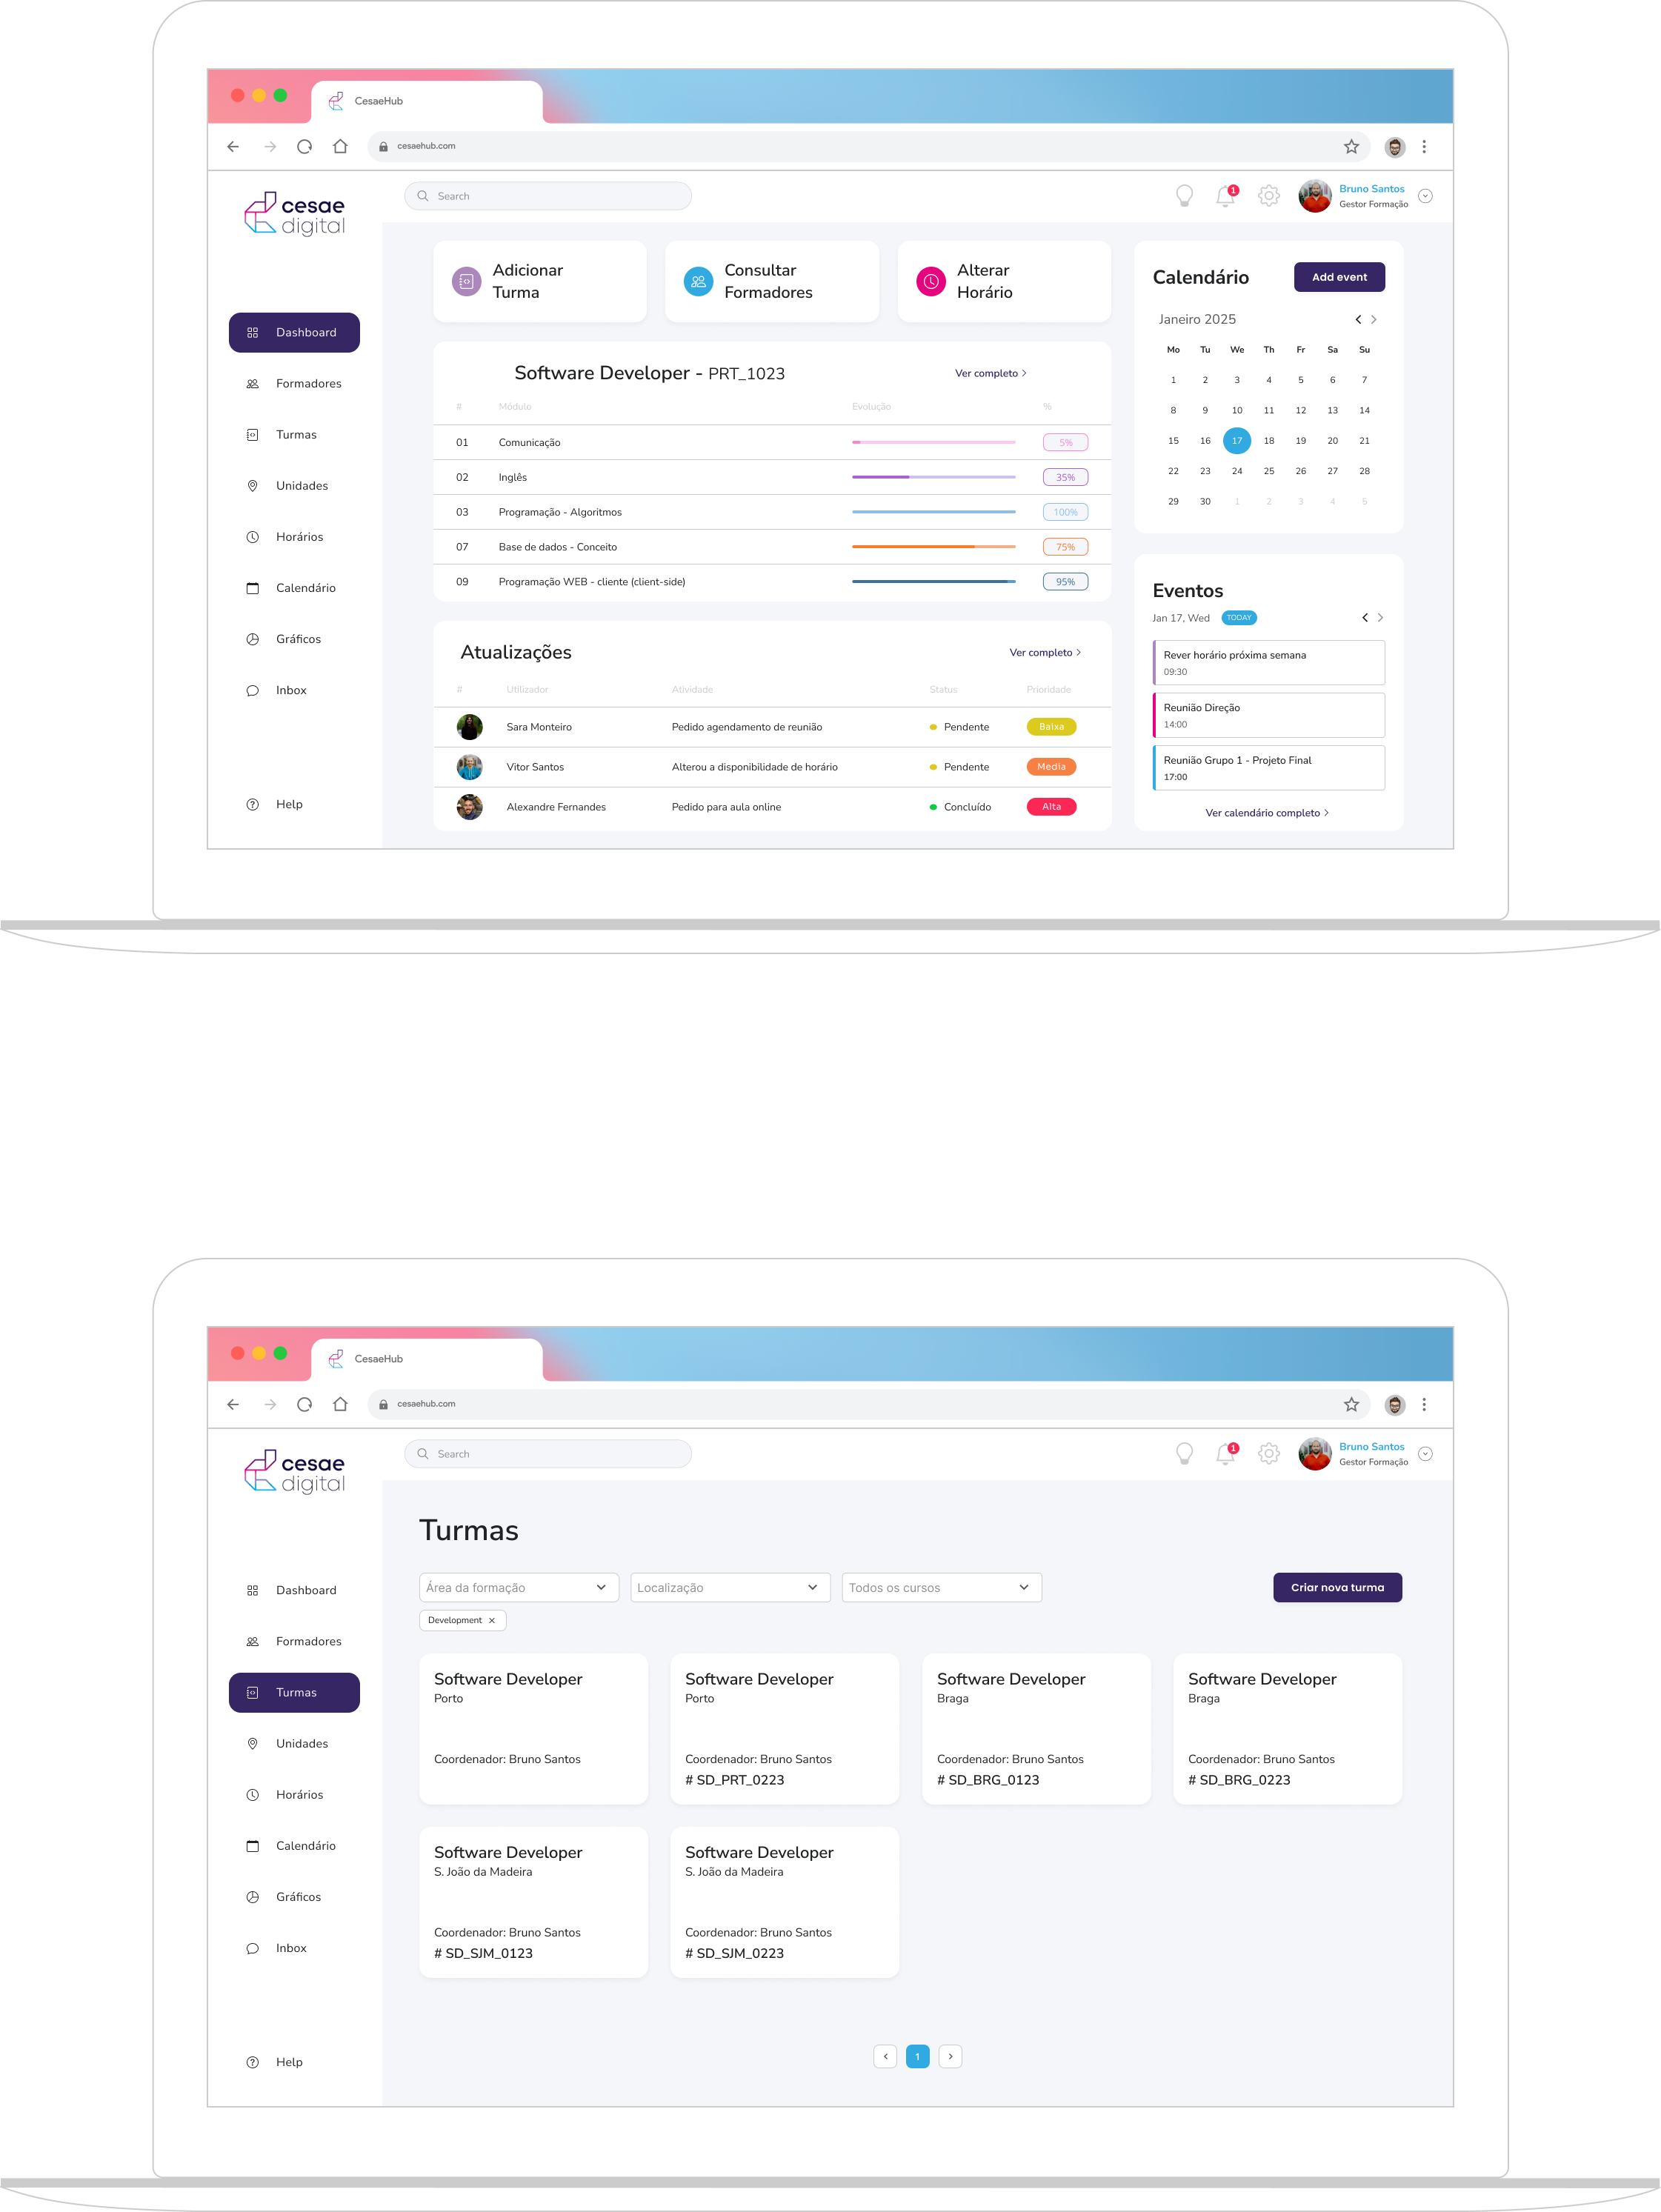 CesaeHub
cesaehub.com
cesae
digital
Search
1
Bruno Santos
Gestor Formação
Dashboard
Formadores
Turmas
Unidades
Horários
Calendário
Gráficos
Inbox
Help
Adicionar
Turma
Consultar
Formadores
Alterar
Horário
Software Developer - PRT_1023
Ver completo
# Módulo Evolução %
01 Comunicação 5%
02 Inglês 35%
03 Programação - Algoritmos 100%
07 Base de dados - Conceito 75%
09 Programação WEB - cliente (client-side) 95%
Atualizações
Ver completo
# Utilizador Atividade Status Prioridade
Sara Monteiro Pedido agendamento de reunião Pendente Baixa
Vitor Santos Alterou a disponibilidade de horário Pendente Media
Alexandre Fernandes Pedido para aula online Concluído Alta
Calendário
Add event
Janeiro 2025
Mo Tu We Th Fr Sa Su
1 2 3 4 5 6 7
8 9 10 11 12 13 14
15 16 17 18 19 20 21
22 23 24 25 26 27 28
29 30 1 2 3 4 5
Eventos
Jan 17, Wed TODAY
Rever horário próxima semana
09:30
Reunião Direção
14:00
Reunião Grupo 1 - Projeto Final
17:00
Ver calendário completo
CesaeHub
cesaehub.com
cesae
digital
Search
1
Bruno Santos
Gestor Formação
Dashboard
Formadores
Turmas
Unidades
Horários
Calendário
Gráficos
Inbox
Help
Turmas
Área da formação
Localização
Todos os cursos
Criar nova turma
Development
Software Developer
Porto
Coordenador: Bruno Santos
Software Developer
Porto
Coordenador: Bruno Santos
# SD_PRT_0223
Software Developer
Braga
Coordenador: Bruno Santos
# SD_BRG_0123
Software Developer
Braga
Coordenador: Bruno Santos
# SD_BRG_0223
Software Developer
S. João da Madeira
Coordenador: Bruno Santos
# SD_SJM_0123
Software Developer
S. João da Madeira
Coordenador: Bruno Santos
# SD_SJM_0223
1